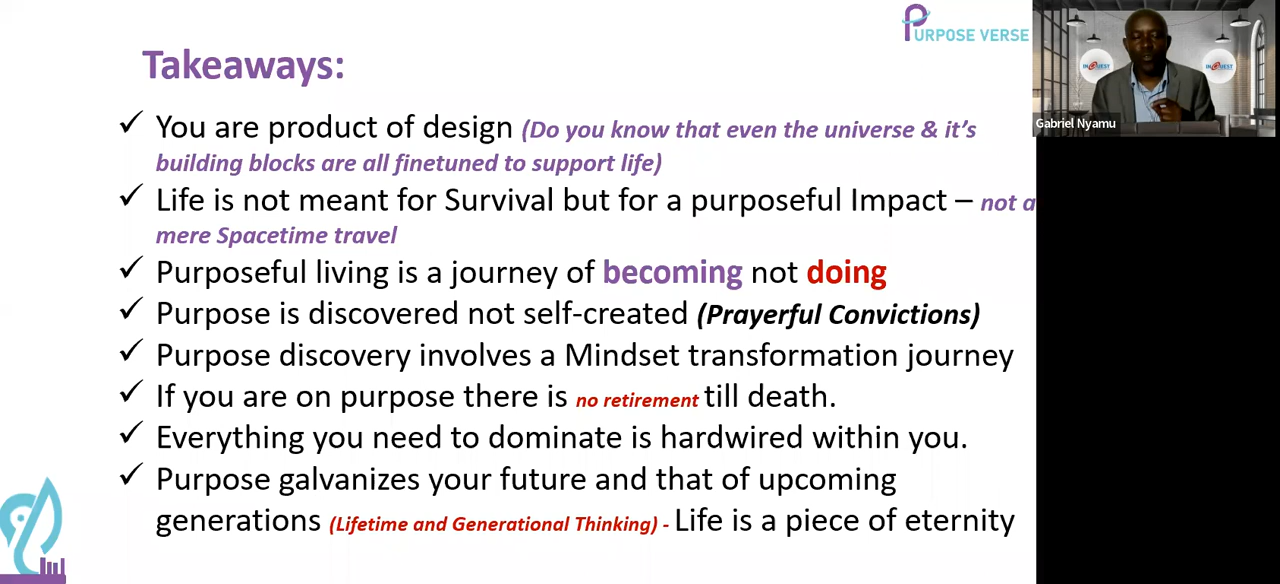 PURPOSE VERSE
Takeaways:
✓ You are product of design (Do you know that even the universe & it's
building blocks are all finetuned to support life)
✓ Life is not meant for Survival but for a purposeful Impact – not a
mere Spacetime travel
✓ Purposeful living is a journey of becoming not doing
✓ Purpose is discovered not self-created (Prayerful Convictions)
✓ Purpose discovery involves a Mindset transformation journey
✓ If you are on purpose there is no retirement till death.
✓ Everything you need to dominate is hardwired within you.
✓ Purpose galvanizes your future and that of upcoming
generations (Lifetime and Generational Thinking) - Life is a piece of eternity
INQUEST
INQUEST
Gabriel Nyamu